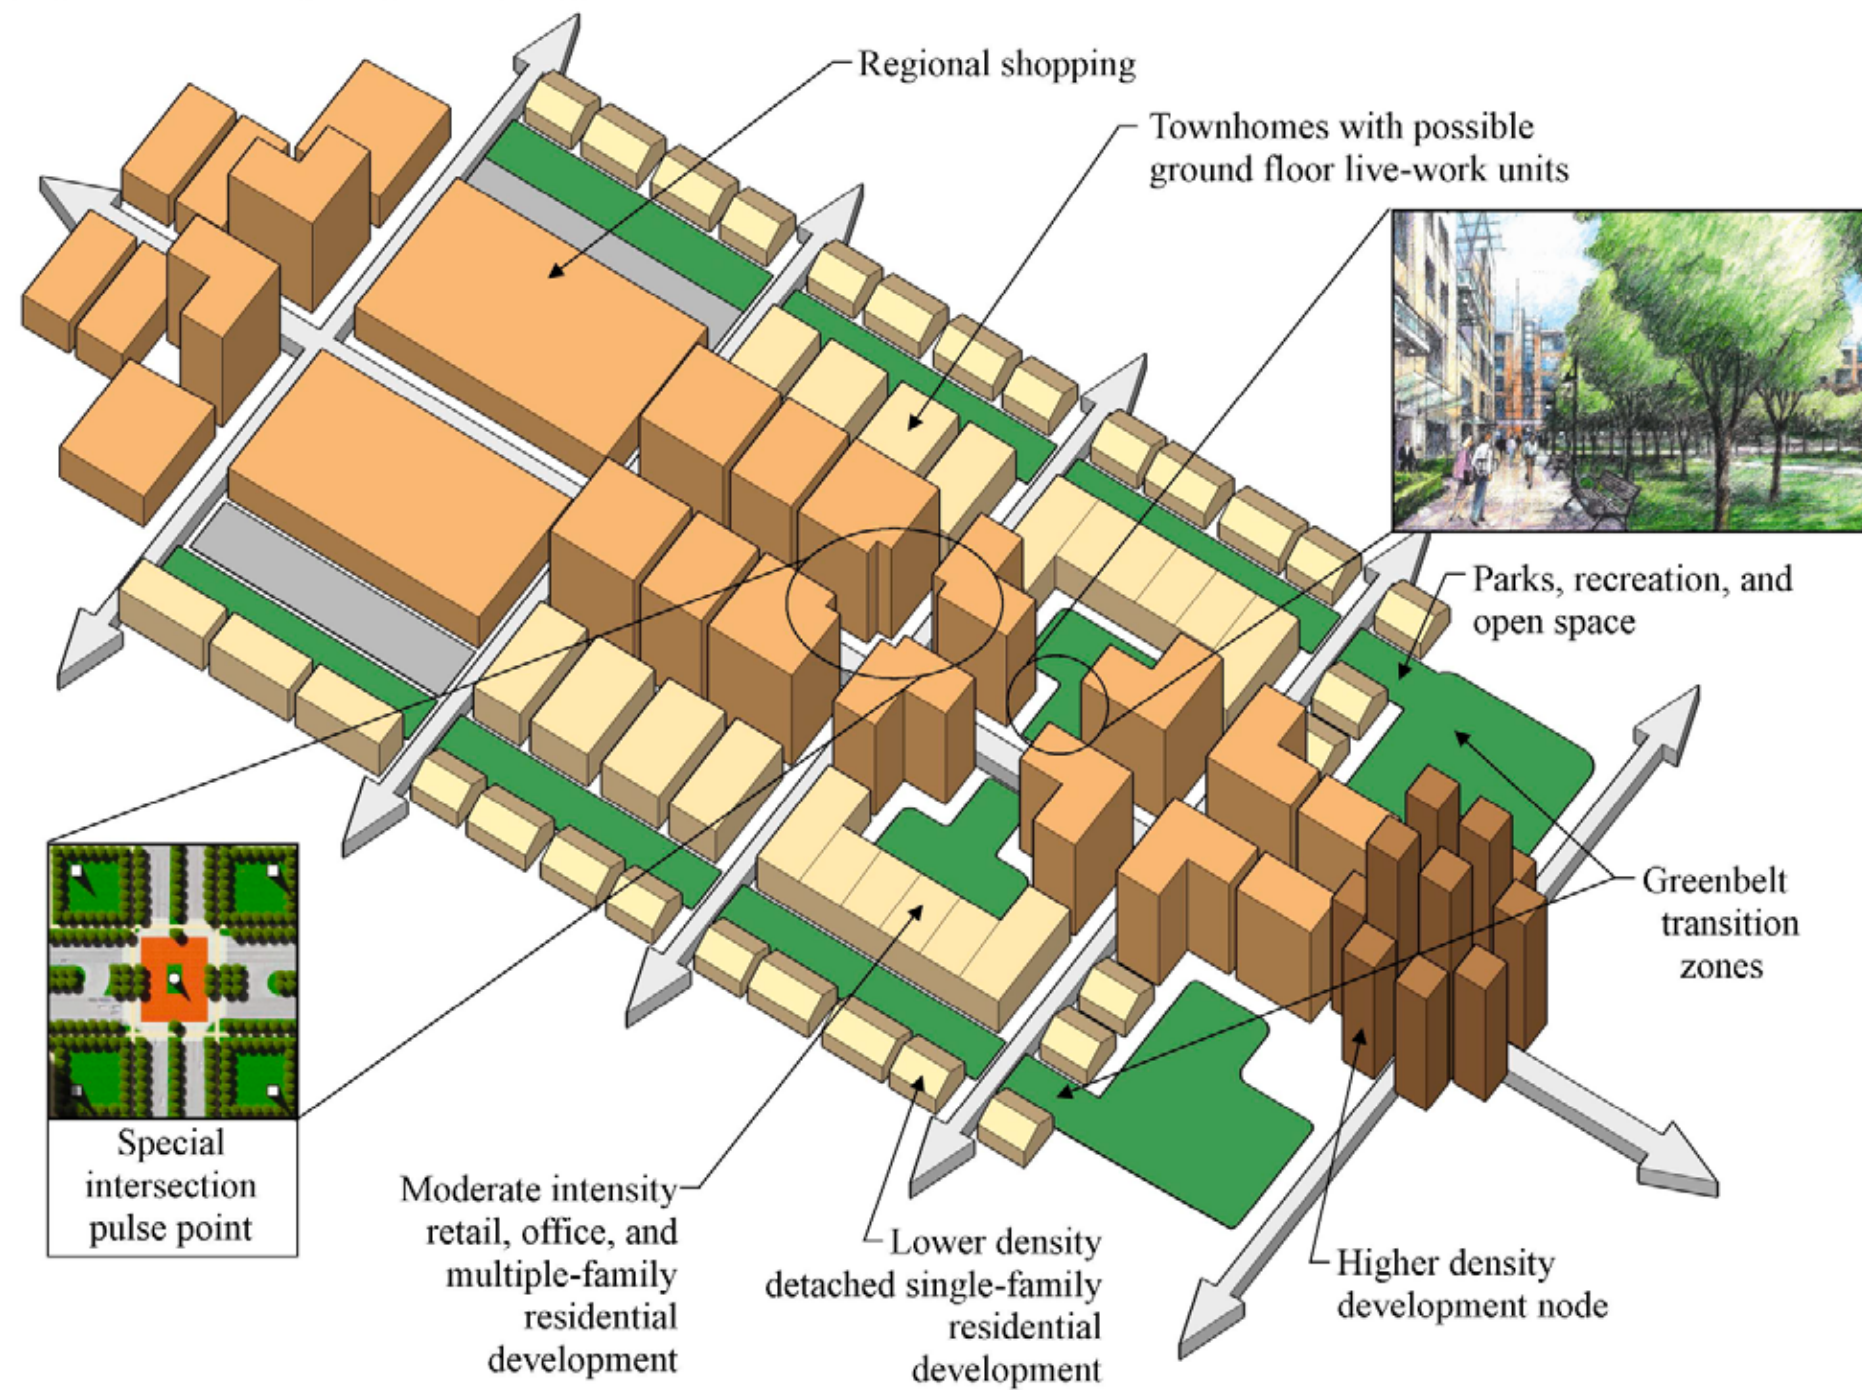 Regional shopping
Townhomes with possible
ground floor live-work units
Parks, recreation, and
open space
Greenbelt
transition
zones
Special
intersection
pulse point
Moderate intensity
retail, office, and
multiple-family
residential
development
Lower density
detached single-family
residential
development
Higher density
development node